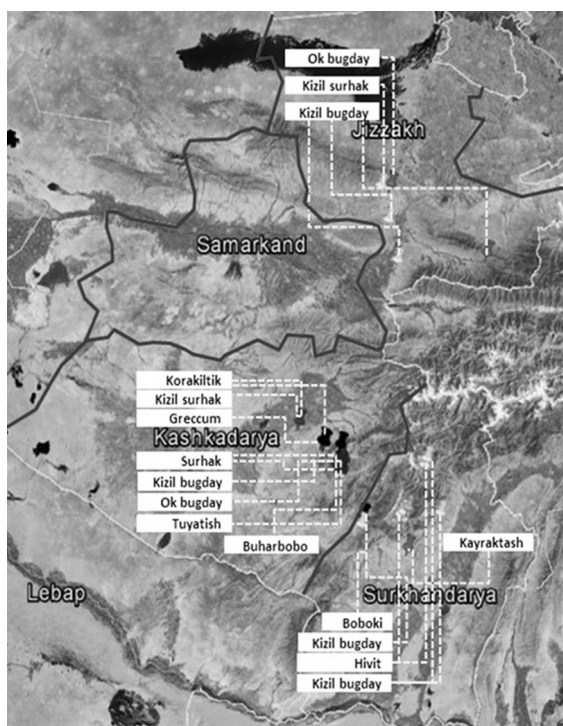 Ok bugday
Kizil surhak
Kizil bugday
Jizzakh
Samarkand
Korakiltik
Kizil surhak
Greccum
Kashkadarya
Surhak
Kizil bugday
Ok bugday
Tuyatish
Buharbobo
Kayraktash
Lebap
Surkhandarya
Boboki
Kizil bugday
Hivit
Kizil bugday